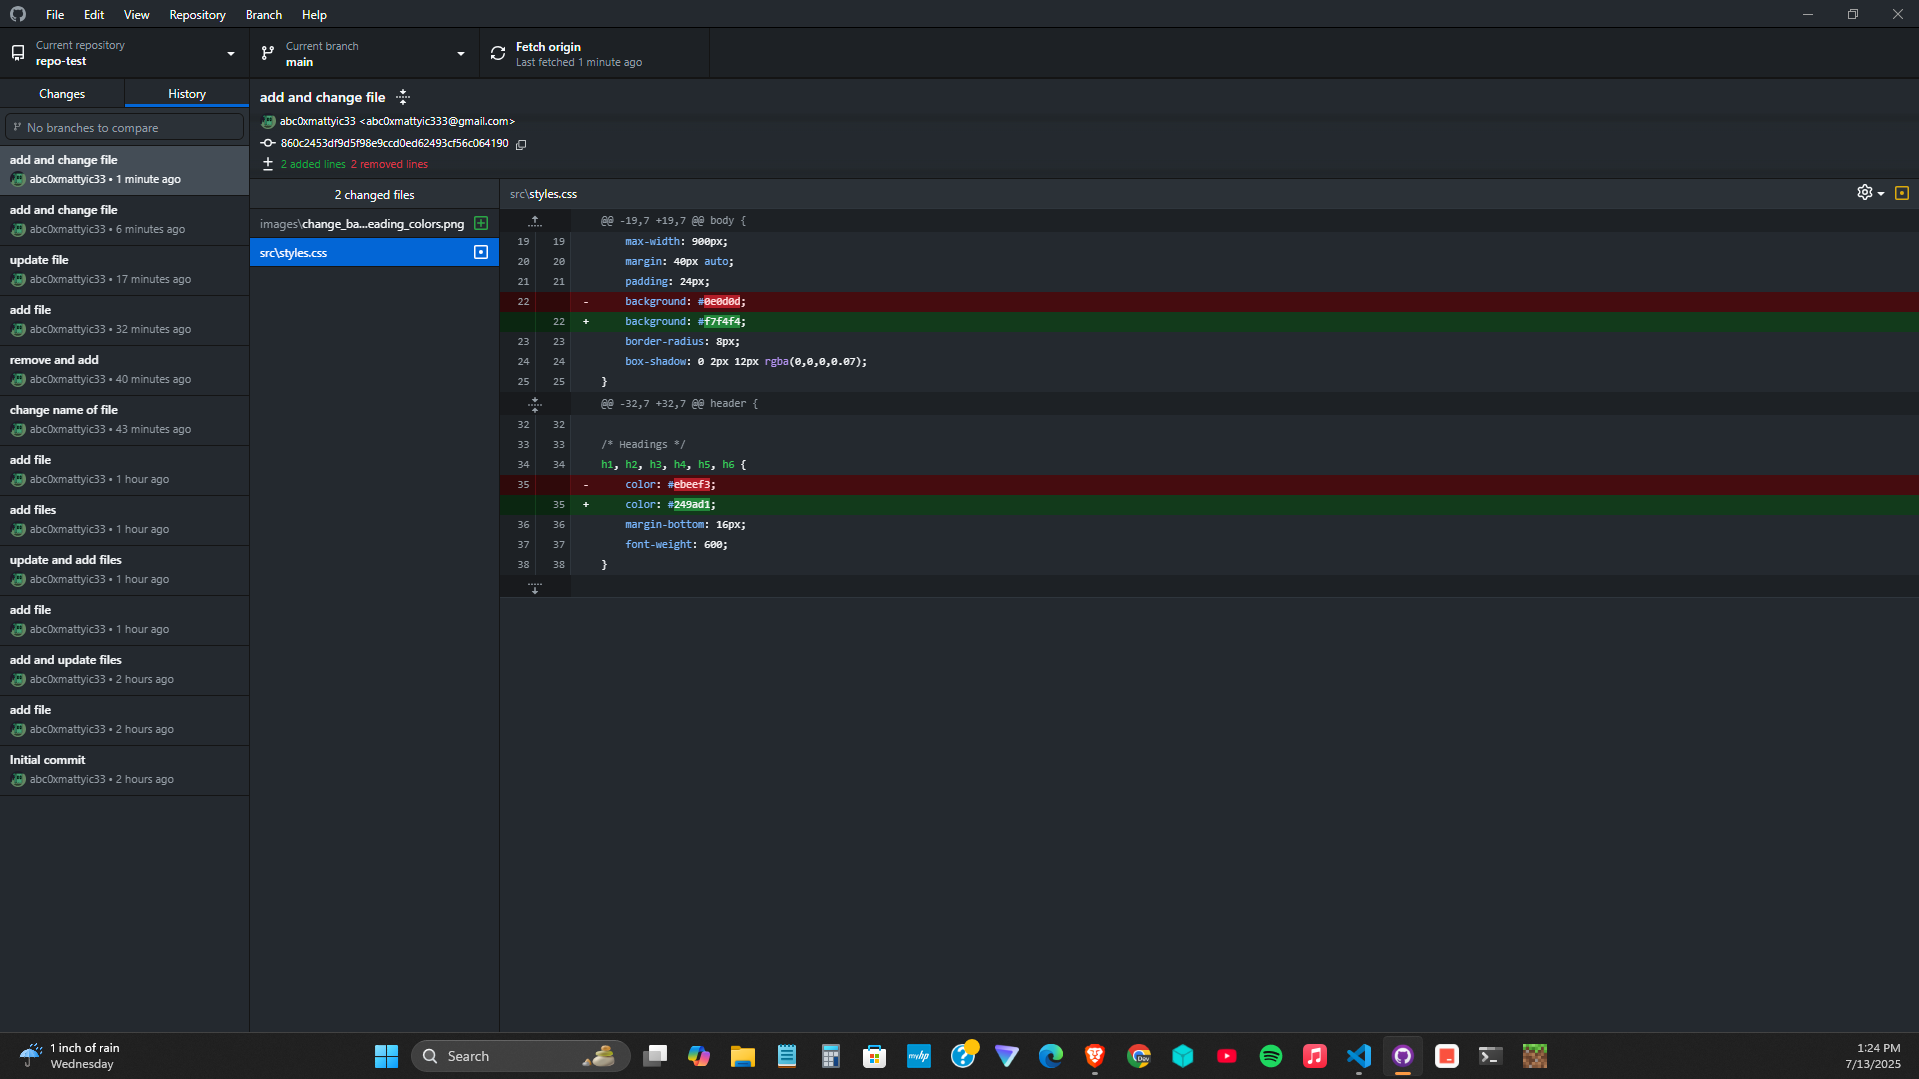 File Edit View Repository Branch Help
Current repository
repo-test
Current branch
main
Fetch origin
Last fetched 1 minute ago
Changes
History
No branches to compare
add and change file
abc0xmattyic33 • 1 minute ago
add and change file
abc0xmattyic33 • 6 minutes ago
update file
abc0xmattyic33 • 17 minutes ago
add file
abc0xmattyic33 • 32 minutes ago
remove and add
abc0xmattyic33 • 40 minutes ago
change name of file
abc0xmattyic33 • 43 minutes ago
add file
abc0xmattyic33 • 1 hour ago
add files
abc0xmattyic33 • 1 hour ago
update and add files
abc0xmattyic33 • 1 hour ago
add file
abc0xmattyic33 • 1 hour ago
add and update files
abc0xmattyic33 • 2 hours ago
add file
abc0xmattyic33 • 2 hours ago
Initial commit
abc0xmattyic33 • 2 hours ago
add and change file
abc0xmattyic33 <abc0xmattyic333@gmail.com>
860c2453df9d5f98e9ccd0ed62493cf56c064190
2 added lines 2 removed lines
2 changed files
images\change_ba...eading_colors.png
src\styles.css
src\styles.css
@@ -19,7 +19,7 @@ body {
19 19 max-width: 900px;
20 20 margin: 40px auto;
21 21 padding: 24px;
22 - background: #0e0d0d;
22 + background: #f7f4f4;
23 23 border-radius: 8px;
24 24 box-shadow: 0 2px 12px rgba(0,0,0,0.07);
25 25 }
@@ -32,7 +32,7 @@ header {
32 32
33 33 /* Headings */
34 34 h1, h2, h3, h4, h5, h6 {
35 - color: #ebeef3;
35 + color: #249ad1;
36 36 margin-bottom: 16px;
37 37 font-weight: 600;
38 38 }
1 inch of rain
Wednesday
Search
myhp
Dev
1:24 PM
7/13/2025